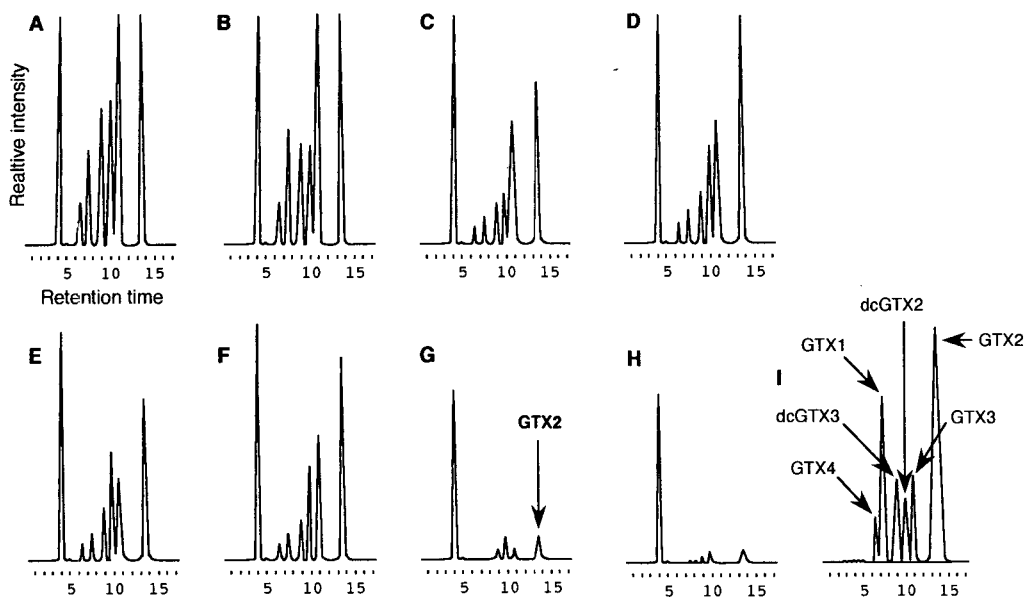 A
B
C
D
Realtive intensity
5 10 15
5 10 15
5 10 15
5 10 15
Retention time
E
F
G
H
I
GTX2
dcGTX2
GTX2
GTX1
dcGTX3
GTX3
GTX4
5 10 15
5 10 15
5 10 15
5 10 15
5 10 15